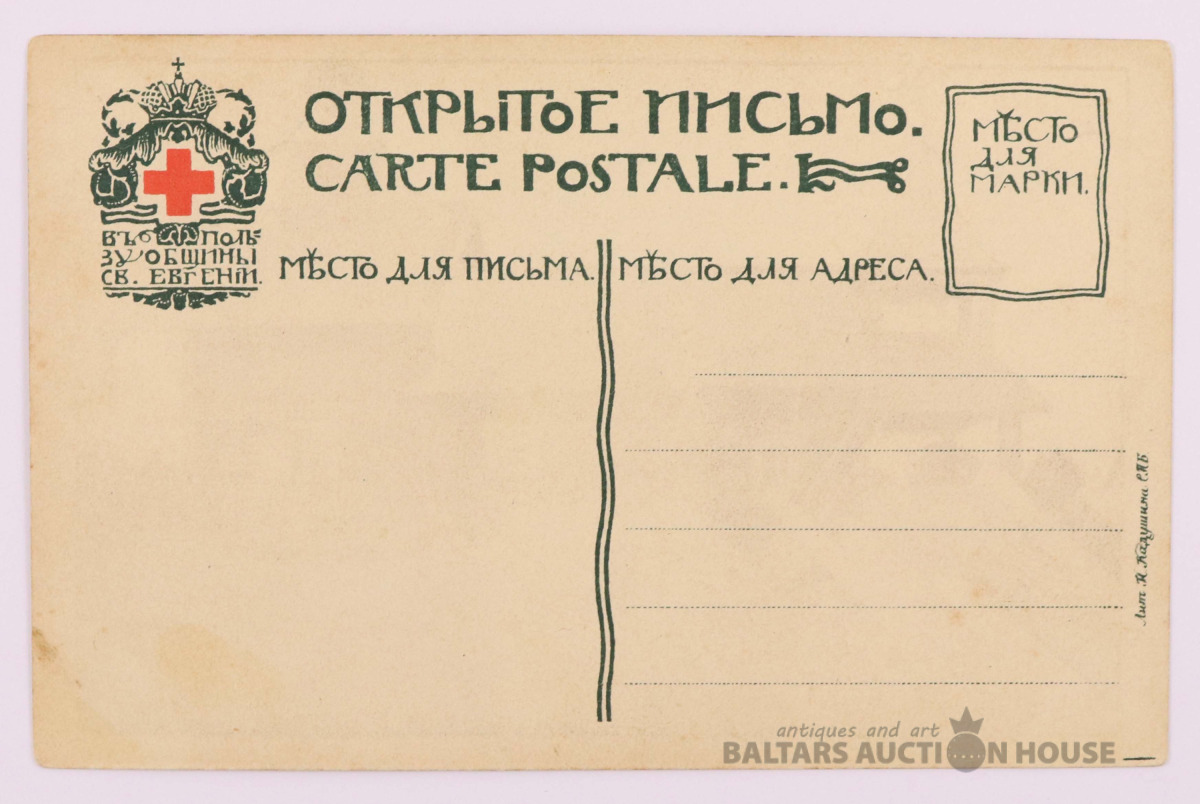 ОТКРЫТОЕ ПИСЬМО.
CARTE POSTALE.
МѢСТО
ДЛЯ
МАРКИ.
ВЪ ПОЛЬ-
ЗУ ОБЩИНЫ
СВ. ЕВГЕНІИ.
МѢСТО ДЛЯ ПИСЬМА.
МѢСТО ДЛЯ АДРЕСА.
Лит. К. Кадушина С.П.Б
antiques and art
BALTARS AUCTION HOUSE